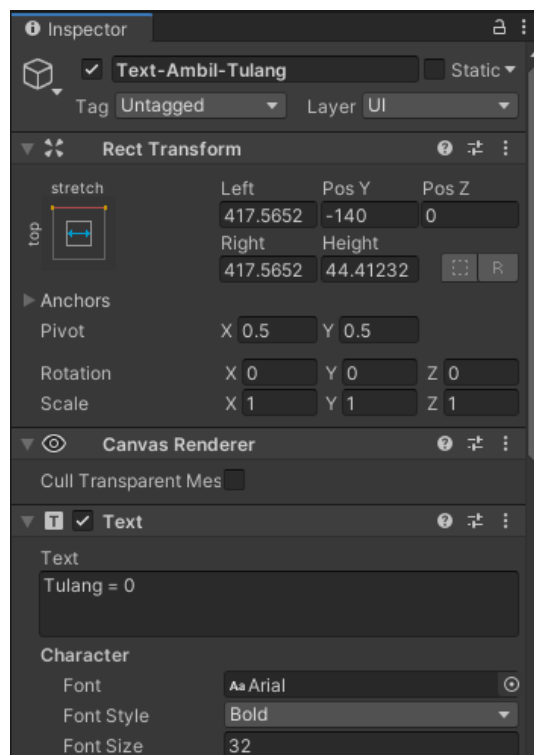 Inspector
Text-Ambil-Tulang Static
Tag Untagged Layer UI
Rect Transform
stretch Left Pos Y Pos Z
top 417.5652 -140 0
Right Height
417.5652 44.41232 R
Anchors
Pivot X 0.5 Y 0.5
Rotation X 0 Y 0 Z 0
Scale X 1 Y 1 Z 1
Canvas Renderer
Cull Transparent Mes
T Text
Text
Tulang = 0
Character
Font Aa Arial
Font Style Bold
Font Size 32